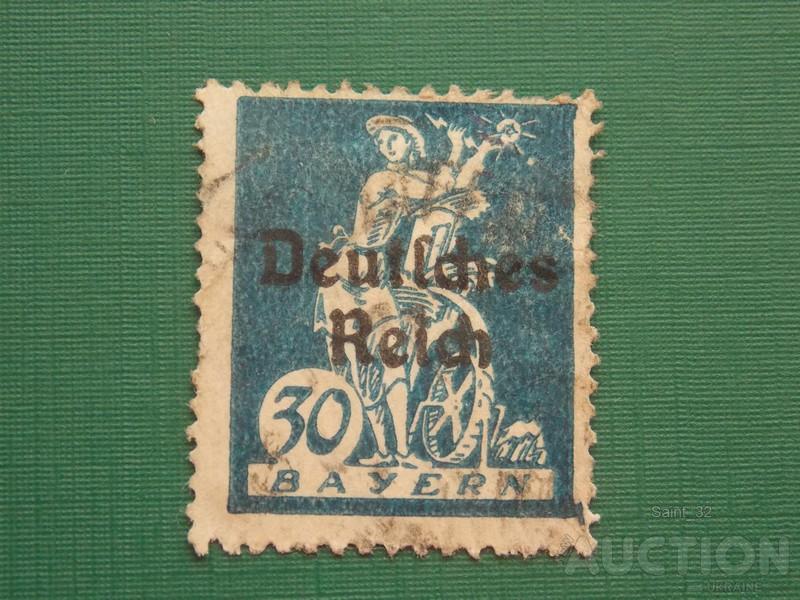 Deutſches
Reich
30
BAYERN
Saint_32
AUCTION
UKRAINE